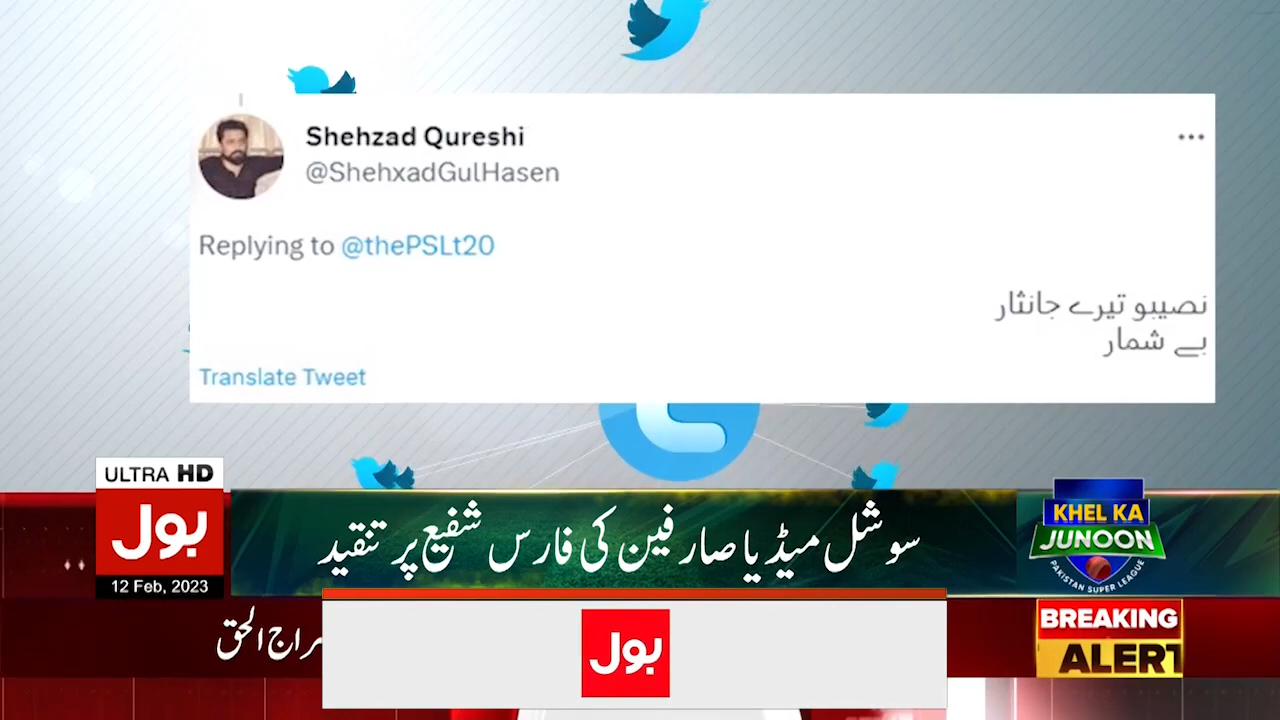 Shehzad Qureshi
@ShehxadGulHasen
Replying to @thePSLt20
نصیبو تیرے جانثار
بے شمار
Translate Tweet
ULTRA HD
بول
12 Feb, 2023
سوشل میڈیا صارفین کی فارس شفیع پر تنقید
KHEL KA
JUNOON
PAKISTAN SUPER LEAGUE
الحق
بول
BREAKING
ALERT